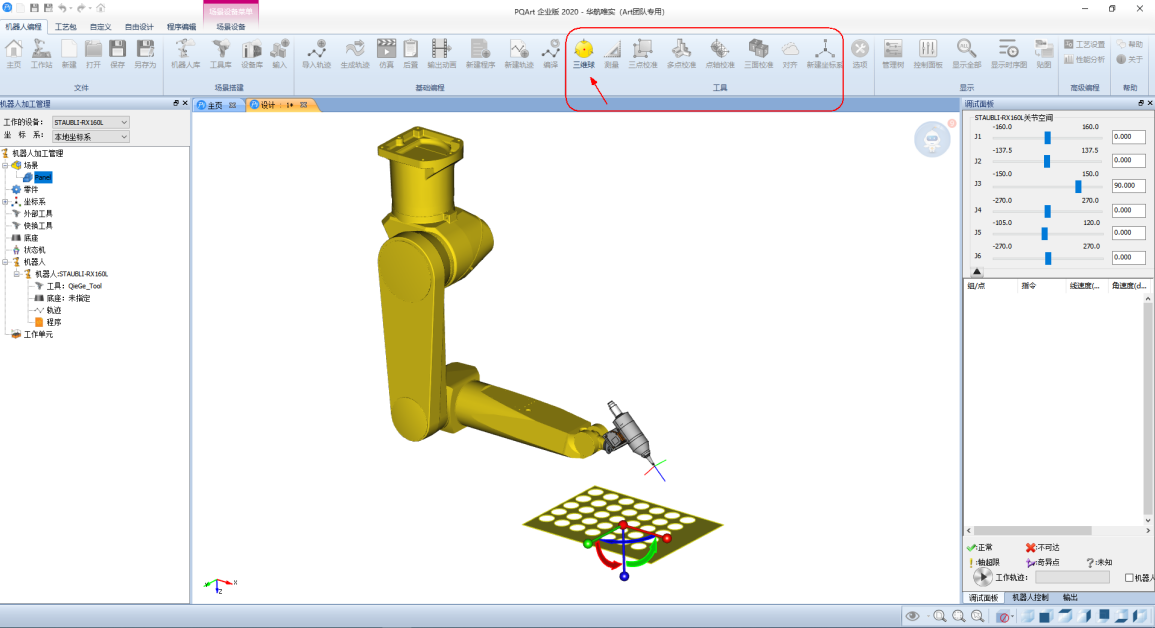 场景设备菜单
PQArt 企业版 2020 - 华航唯实（Art团队专用）
机器人编程 工艺包 自定义 自由设计 程序编辑 场景设备
主页 工作站 新建 打开 保存 另存为 机器人库 工具库 设备库 输入 导入轨迹 生成轨迹 仿真 后置 输出动画 新建程序 新建轨迹 编译 三维球 测量 三点校准 多点校准 点轴校准 三面校准 对齐 新建坐标系 选项 管理树 控制面板 显示全部 显示时序图 贴图 工艺设置 帮助
性能分析 关于
文件 场景搭建 基础编程 工具 显示 高级编程 帮助
机器人加工管理
主页
设计 : 1*
调试面板
工作的设备: STAUBLI-RX160L
坐 标 系: 本地坐标系
机器人加工管理
场景
Panel
零件
坐标系
外部工具
快换工具
底座
状态机
机器人
机器人:STAUBLI-RX160L
工具: QieGe_Tool
底座: 未指定
轨迹
程序
工作单元
X
Y
Z
STAUBLI-RX160L关节空间
-160.0 160.0
J1 0.000
-137.5 137.5
J2 0.000
-150.0 150.0
J3 90.000
-270.0 270.0
J4 0.000
-105.0 120.0
J5 0.000
-270.0 270.0
J6 0.000
组/点 指令 线速度(... 角速度(d...
:正常 :不可达
:轴超限 :奇异点 ?:未知
工作轨迹: 机器人
调试面板 机器人控制 输出